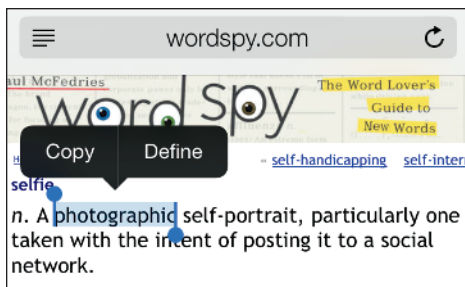 wordspy.com
aul McFedries
The Word Lover's
word spy
Guide to
New Words
Copy Define
« self-handicapping self-inter
selfie
n. A photographic self-portrait, particularly one
taken with the intent of posting it to a social
network.